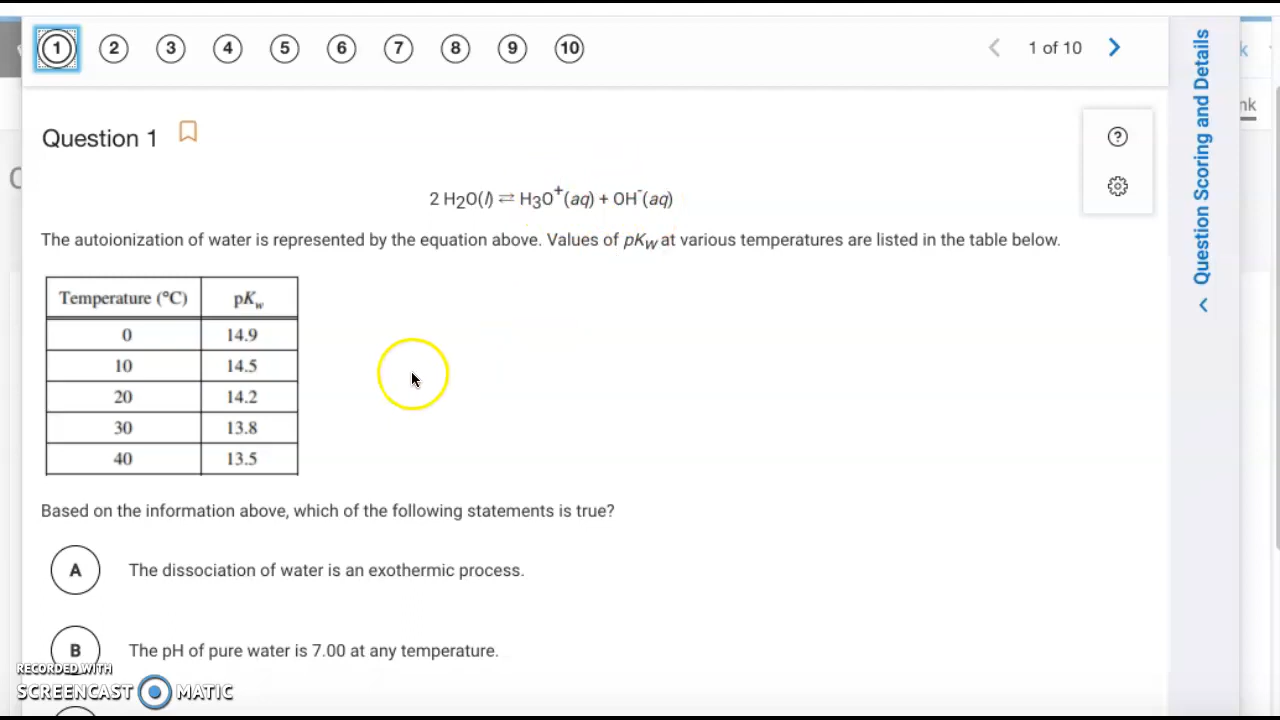 1 2 3 4 5 6 7 8 9 10 1 of 10
Question 1
2 H2O(l) ⇌ H3O+(aq) + OH-(aq)
The autoionization of water is represented by the equation above. Values of pKw at various temperatures are listed in the table below.
Temperature (°C) pKw
0 14.9
10 14.5
20 14.2
30 13.8
40 13.5
Based on the information above, which of the following statements is true?
A The dissociation of water is an exothermic process.
B The pH of pure water is 7.00 at any temperature.
RECORDED WITH
SCREENCAST MATIC
Question Scoring and Details